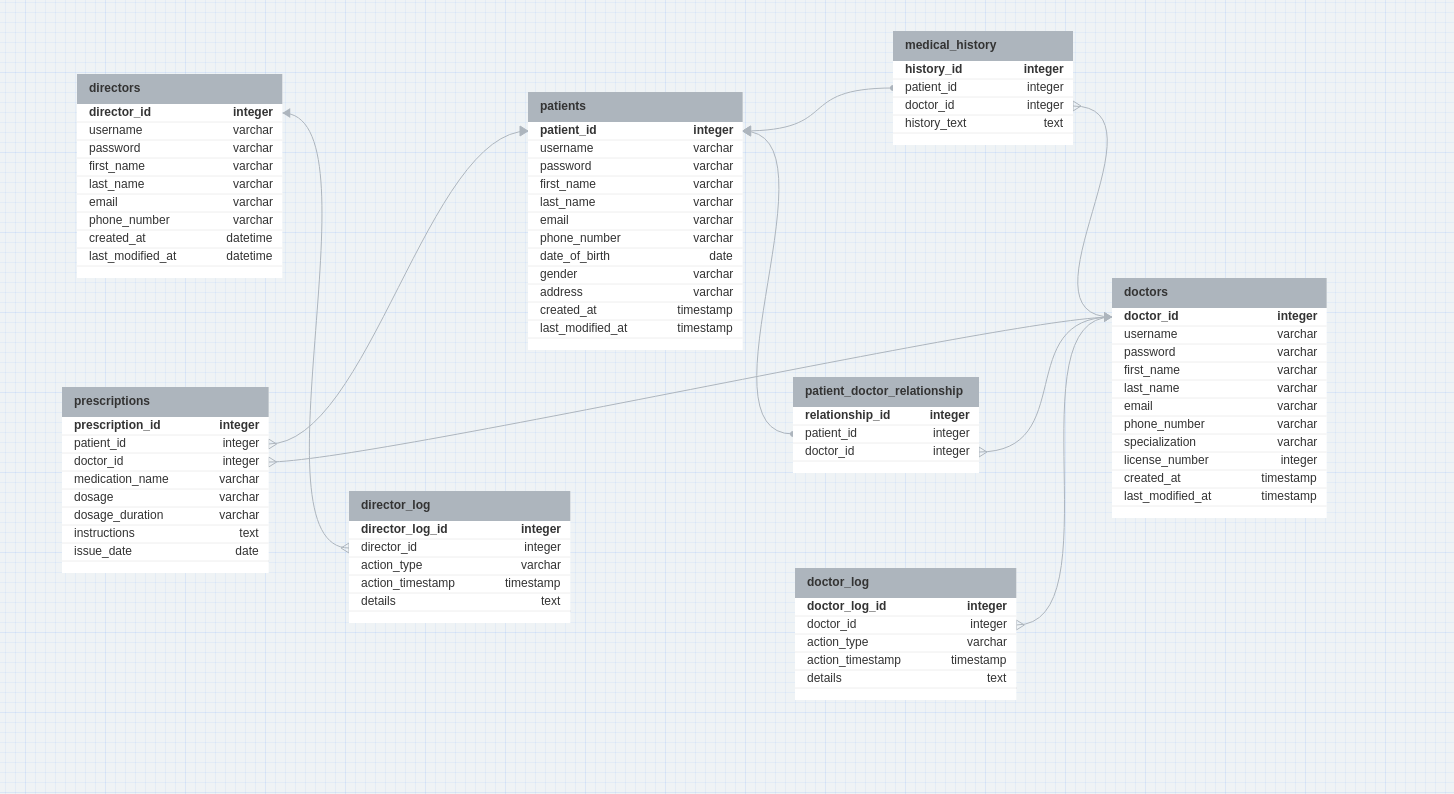 directors
director_id integer
username varchar
password varchar
first_name varchar
last_name varchar
email varchar
phone_number varchar
created_at datetime
last_modified_at datetime
patients
patient_id integer
username varchar
password varchar
first_name varchar
last_name varchar
email varchar
phone_number varchar
date_of_birth date
gender varchar
address varchar
created_at timestamp
last_modified_at timestamp
medical_history
history_id integer
patient_id integer
doctor_id integer
history_text text
doctors
doctor_id integer
username varchar
password varchar
first_name varchar
last_name varchar
email varchar
phone_number varchar
specialization varchar
license_number integer
created_at timestamp
last_modified_at timestamp
prescriptions
prescription_id integer
patient_id integer
doctor_id integer
medication_name varchar
dosage varchar
dosage_duration varchar
instructions text
issue_date date
patient_doctor_relationship
relationship_id integer
patient_id integer
doctor_id integer
director_log
director_log_id integer
director_id integer
action_type varchar
action_timestamp timestamp
details text
doctor_log
doctor_log_id integer
doctor_id integer
action_type varchar
action_timestamp timestamp
details text